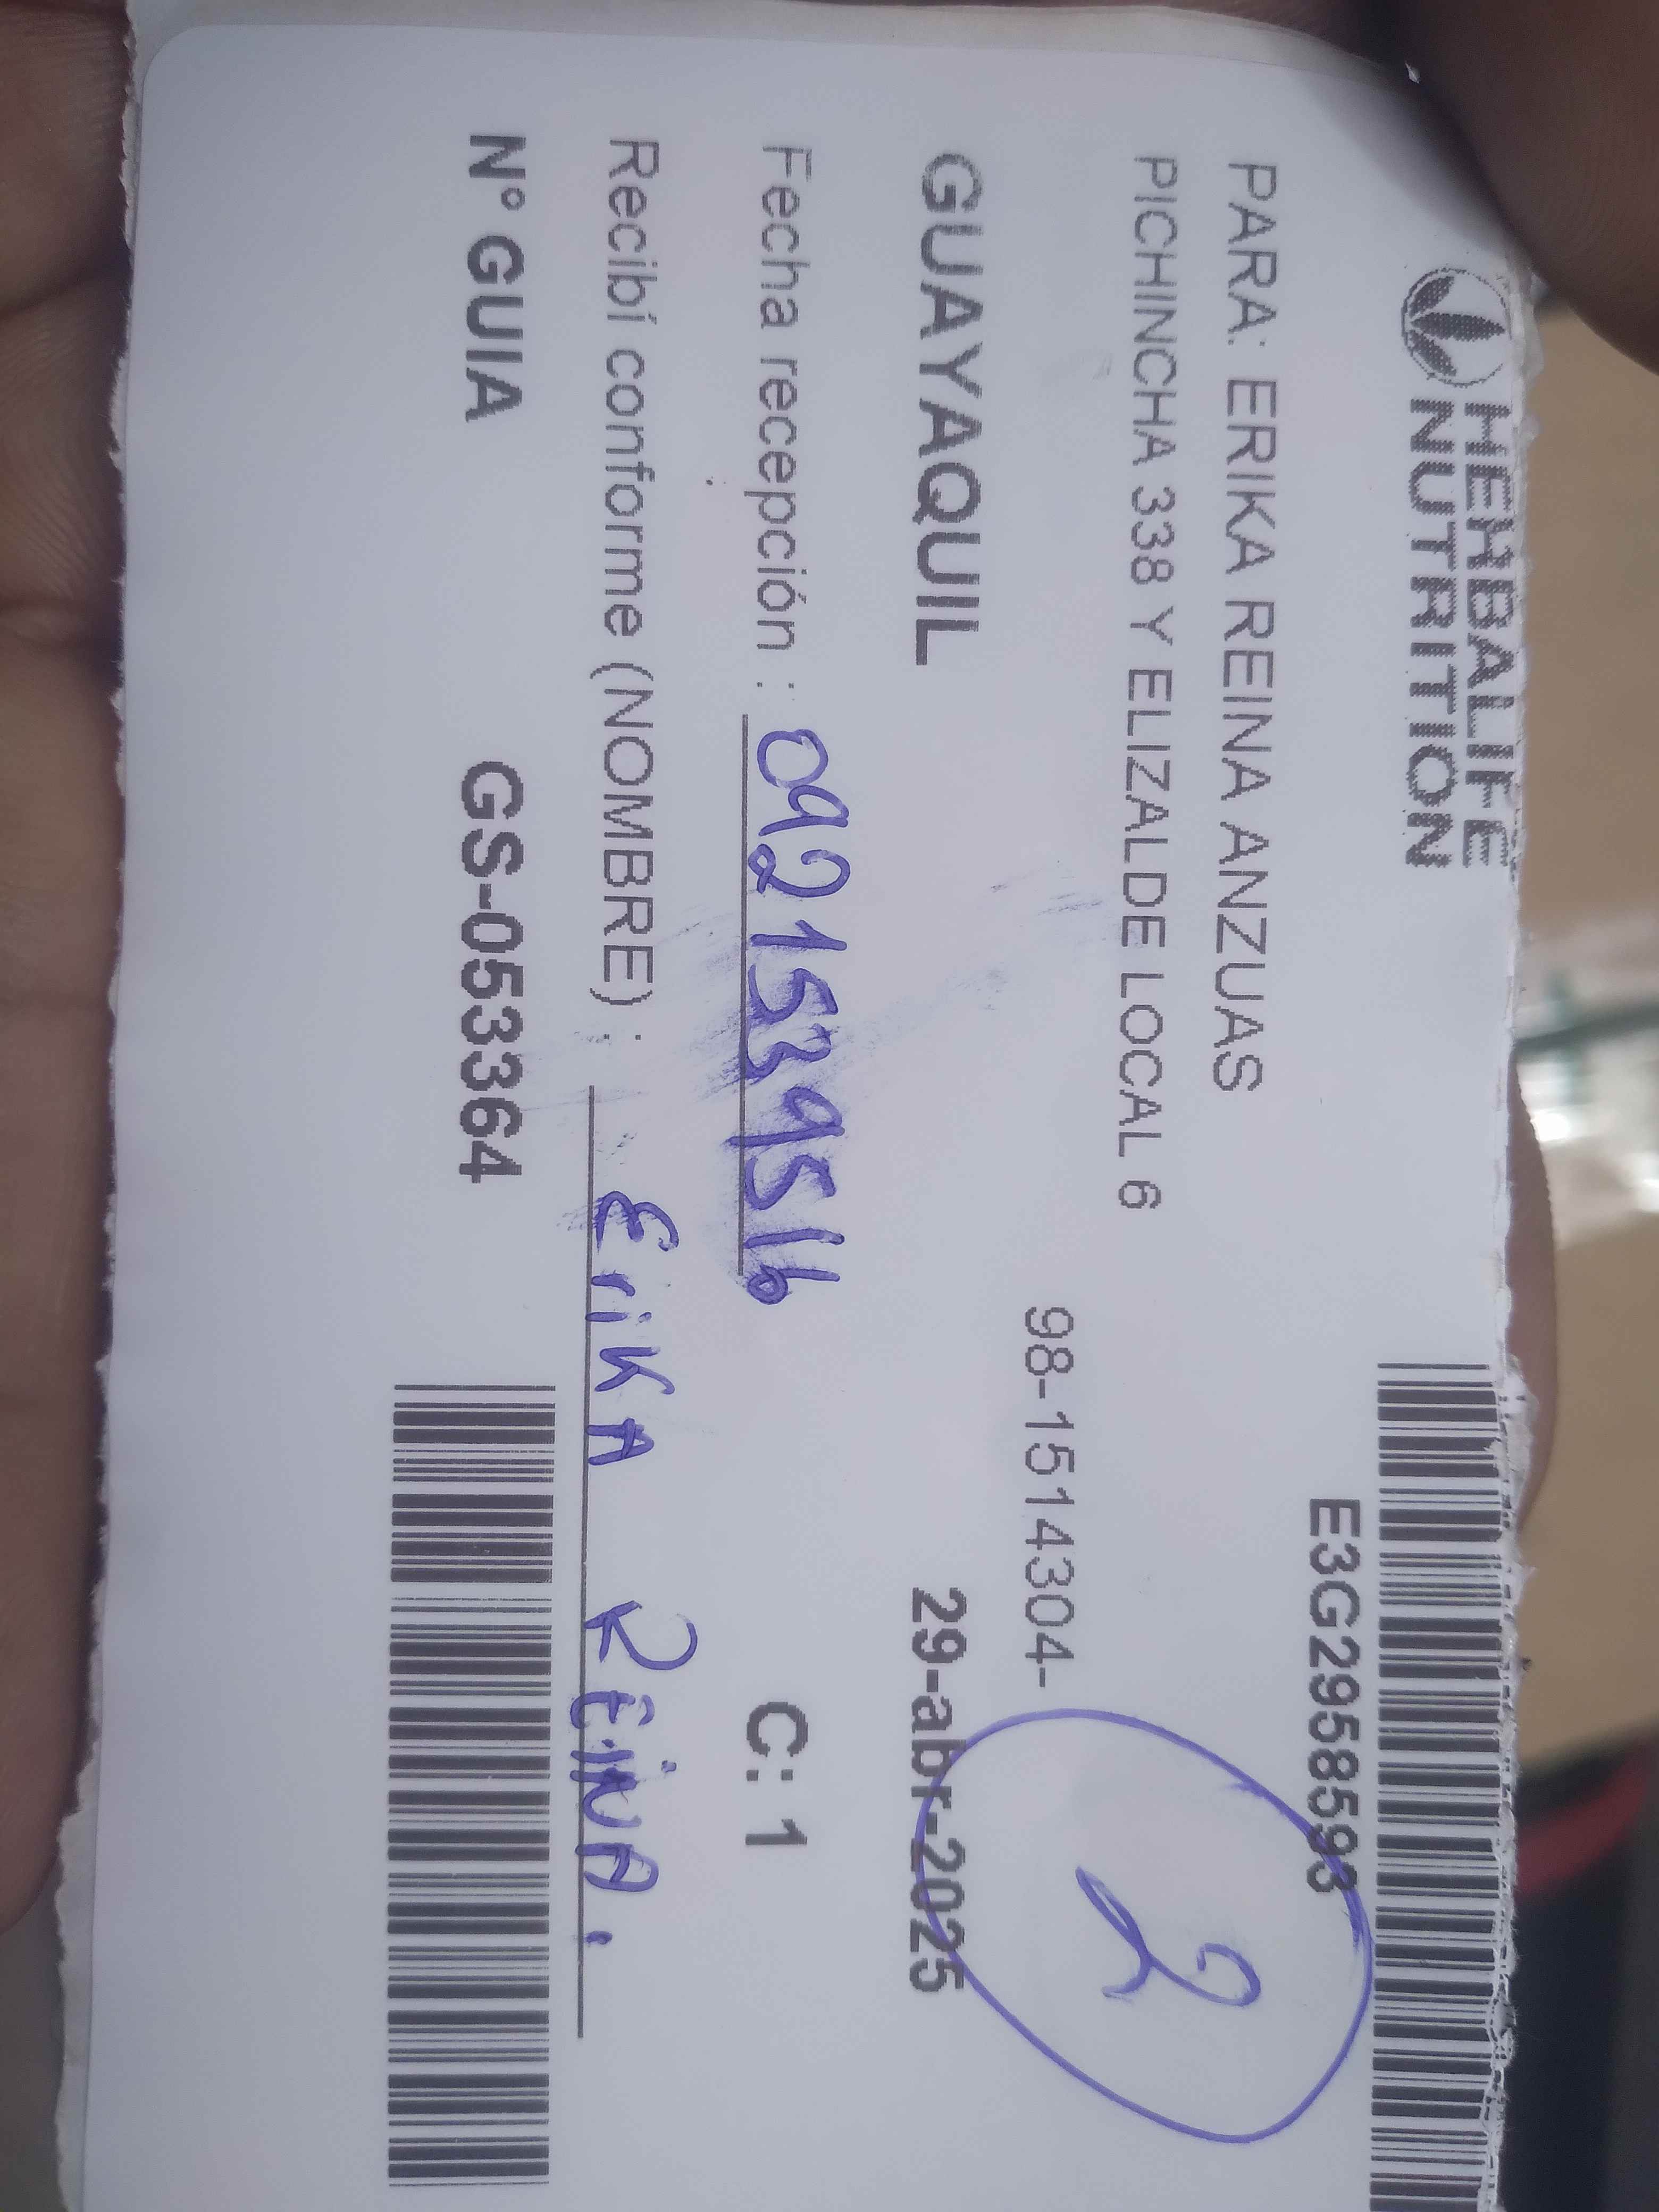 HERBALIFE
NUTRITION
E3G2958593
PARA: ERIKA REINA ANZUAS
2
PICHINCHA 338 Y ELIZALDE LOCAL 6
98-1514304-
GUAYAQUIL 29-abr-2025
Fecha recepción : 0921539516 C: 1
Recibí conforme (NOMBRE) : Erika REINA.
N° GUIA GS-053364